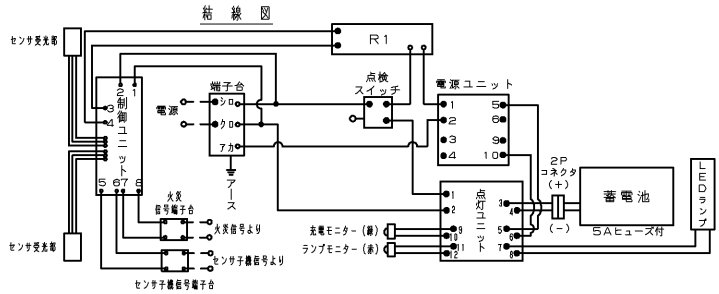 結線図
センサ受光部
R1
2 1
3
4
制御ユニット
5 6 7 8
電源
端子台
シロ
クロ
アカ
アース
点検
スイッチ
電源ユニット
1 5
2 6
3 9
4 10
2P
コネクタ
(+)
(-)
蓄電池
5Aヒューズ付
LEDランプ
点灯ユニット
1
2
3
4
9 5
10 6
11 7
12 8
火災
信号端子台
火災信号より
充電モニター (緑)
ランプモニター (赤)
センサ受光部
センサ子機信号より
センサ子機信号端子台